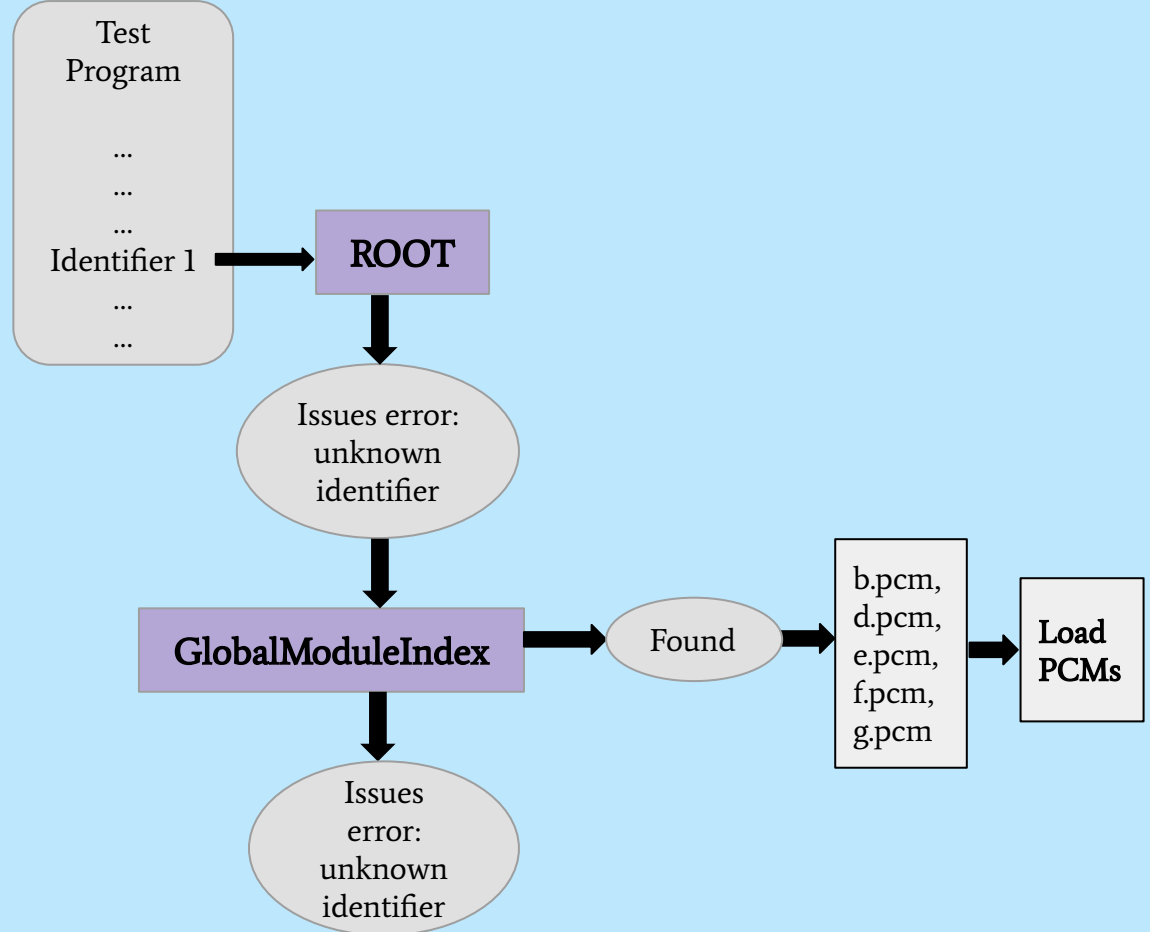 Test
Program
...
...
...
Identifier 1
...
...
ROOT
Issues error:
unknown
identifier
GlobalModuleIndex
Found
b.pcm,
d.pcm,
e.pcm,
f.pcm,
g.pcm
Load
PCMs
Issues
error:
unknown
identifier